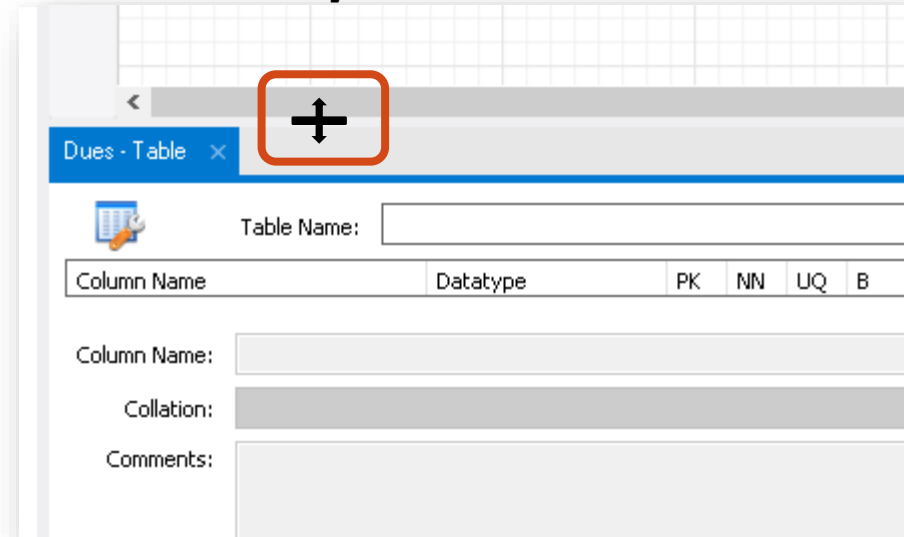 Dues - Table
Table Name:
Column Name Datatype PK NN UQ B
Column Name:
Collation:
Comments: